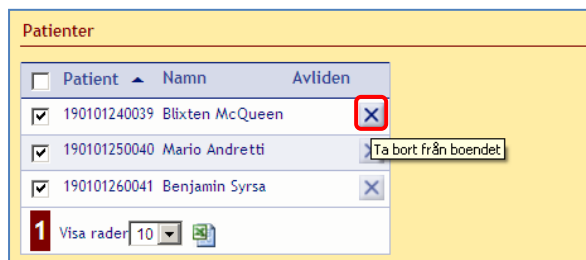 Patienter
Patient Namn Avliden
190101240039 Blixten McQueen
190101250040 Mario Andretti
Ta bort från boendet
190101260041 Benjamin Syrsa
1 Visa rader 10